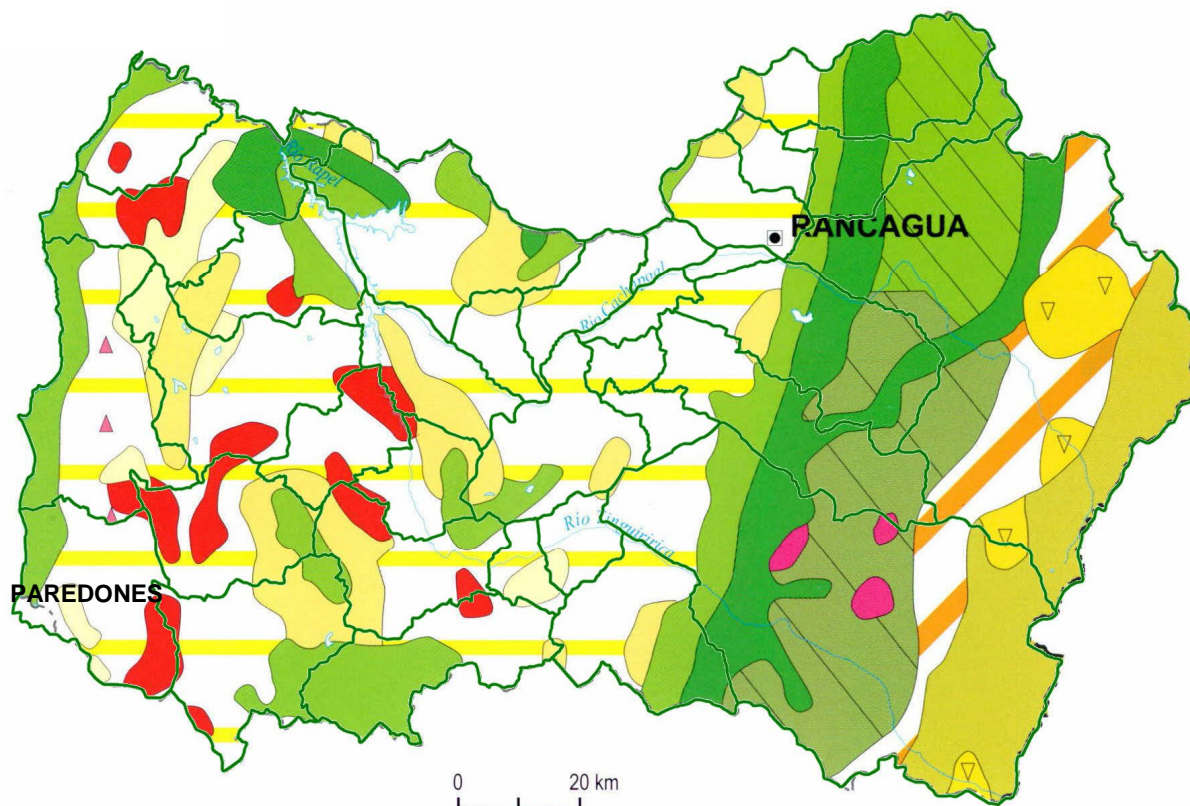 Río Rapel
RANCAGUA
Río Cachapoal
Río Tinguiririca
PAREDONES
0 20 km